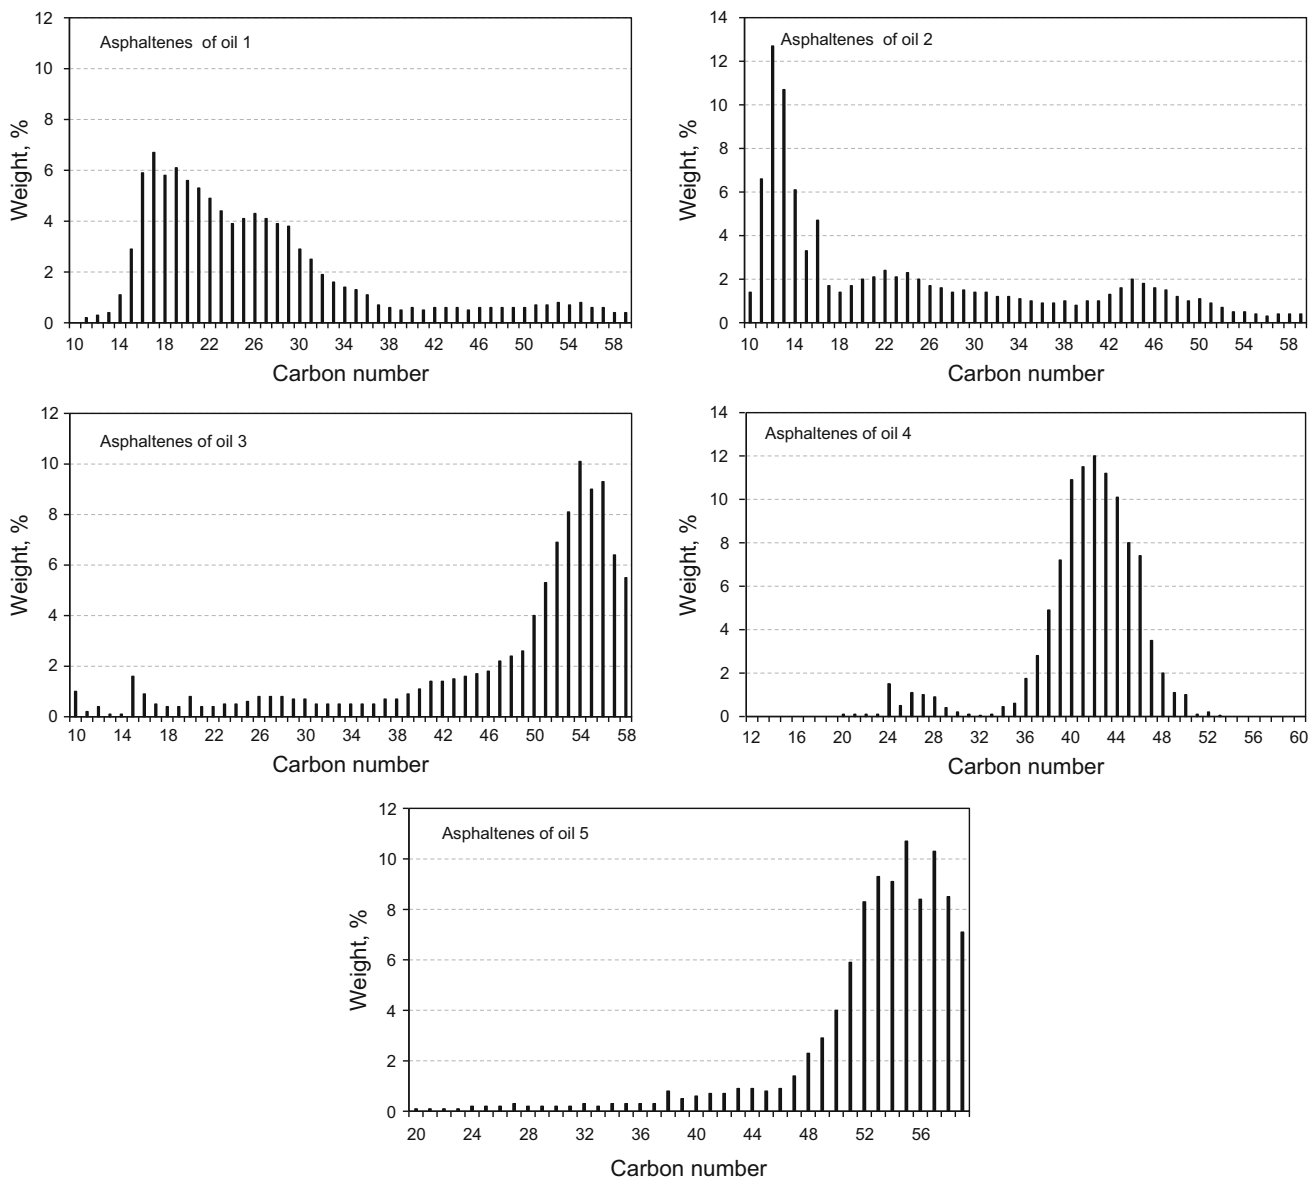 Asphaltenes of oil 1
Weight, %
12
10
8
6
4
2
0
10 14 18 22 26 30 34 38 42 46 50 54 58
Carbon number
Asphaltenes of oil 2
Weight, %
14
12
10
8
6
4
2
0
10 14 18 22 26 30 34 38 42 46 50 54 58
Carbon number
Asphaltenes of oil 3
Weight, %
12
10
8
6
4
2
0
10 14 18 22 26 30 34 38 42 46 50 54 58
Carbon number
Asphaltenes of oil 4
Weight, %
14
12
10
8
6
4
2
0
12 16 20 24 28 32 36 40 44 48 52 56 60
Carbon number
Asphaltenes of oil 5
Weight, %
12
10
8
6
4
2
0
20 24 28 32 36 40 44 48 52 56
Carbon number